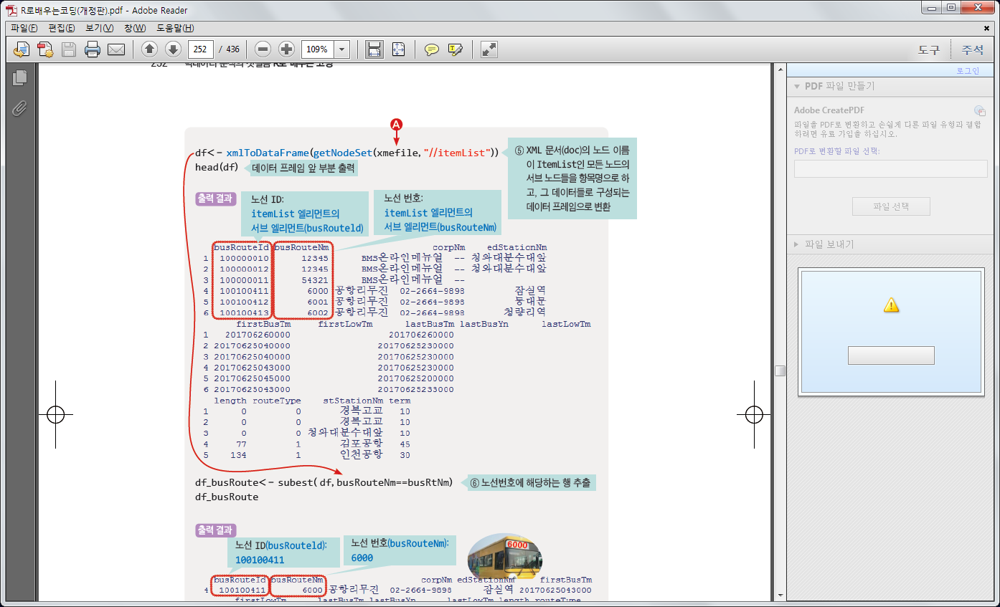 R로배우는코딩(개정판).pdf - Adobe Reader
파일(F) 편집(E) 보기(V) 창(W) 도움말(H)
252 / 436 109% 도구 주석
로그인
PDF 파일 만들기
Adobe CreatePDF
파일을 PDF로 변환하고 손쉽게 다른 파일 유형과 결합
하려면 유료 가입을 하십시오.
PDF로 변환할 파일 선택:
파일 선택
파일 보내기
A
df<- xmlToDataFrame(getNodeSet(xmefile, "//itemList"))
head(df) 데이터 프레임 앞 부분 출력
⑤ XML 문서(doc)의 노드 이름
이 ItemList인 모든 노드의
서브 노드들을 항목명으로 하
고, 그 데이터들로 구성되는
데이터 프레임으로 변환
출력 결과
노선 ID:
itemList 엘리먼트의
서브 엘리먼트(busRouteId)
노선 번호:
itemList 엘리먼트의
서브 엘리먼트(busRouteNm)
busRouteId busRouteNm corpNm edStationNm
1 100000010 12345 BMS온라인메뉴얼 -- 청와대분수대앞
2 100000012 12345 BMS온라인메뉴얼 -- 청와대분수대앞
3 100000011 54321 BMS온라인메뉴얼 --
4 100100411 6000 공항리무진 02-2664-9898 잠실역
5 100100412 6001 공항리무진 02-2664-9898 동대문
6 100100413 6002 공항리무진 02-2664-9898 청량리역
firstBusTm firstLowTm lastBusTm lastBusYn lastLowTm
1 201706260000 201706260000
2 20170625040000 20170625230000
3 20170625040000 20170625230000
4 20170625043000 20170625230000
5 20170625045000 20170625200000
6 20170625043000 20170625233000
length routeType stStationNm term
1 0 0 경복고교 10
2 0 0 경복고교 10
3 0 0 청와대분수대앞 10
4 77 1 김포공항 45
5 134 1 인천공항 30
df_busRoute<- subest( df, busRouteNm==busRtNm) ⑥ 노선번호에 해당하는 행 추출
df_busRoute
출력 결과
노선 ID(busRouteId):
100100411
노선 번호(busRouteNm):
6000
6000
busRouteId busRouteNm corpNm edStationNm firstBusTm
4 100100411 6000 공항리무진 02-2664-9898 잠실역 20170625043000
firstLowTm lastBusTm lastBusYn lastLowTm length routeType